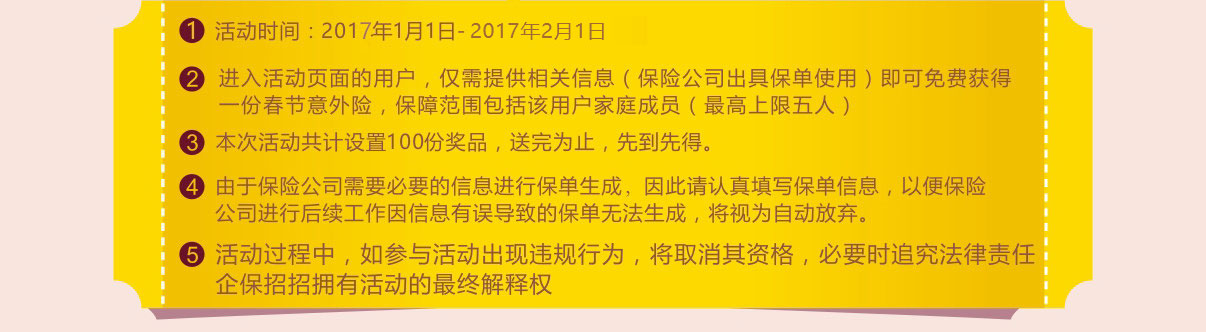 1 活动时间：2017年1月1日- 2017年2月1日
2 进入活动页面的用户，仅需提供相关信息（保险公司出具保单使用）即可免费获得
一份春节意外险，保障范围包括该用户家庭成员（最高上限五人）
3 本次活动共计设置100份奖品，送完为止，先到先得。
4 由于保险公司需要必要的信息进行保单生成，因此请认真填写保单信息，以便保险
公司进行后续工作因信息有误导致的保单无法生成，将视为自动放弃。
5 活动过程中，如参与活动出现违规行为，将取消其资格，必要时追究法律责任
企保招招拥有活动的最终解释权